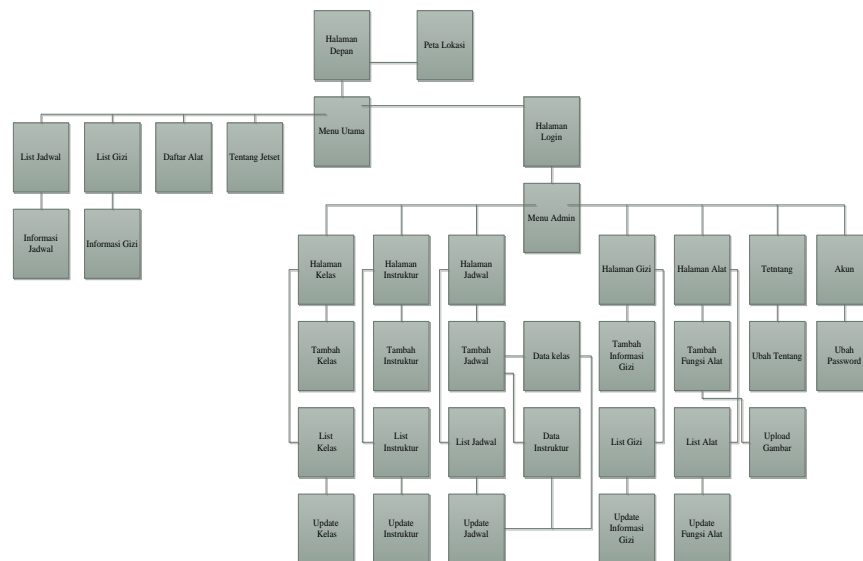 Halaman
Depan
Peta Lokasi
Menu Utama
Halaman
Login
List Jadwal
List Gizi
Daftar Alat
Tentang Jetset
Menu Admin
Informasi
Jadwal
Informasi Gizi
Halaman
Kelas
Halaman
Instruktur
Halaman
Jadwal
Halaman Gizi
Halaman Alat
Tetntang
Akun
Tambah
Kelas
Tambah
Instruktur
Tambah
Jadwal
Data kelas
Tambah
Informasi
Gizi
Tambah
Fungsi Alat
Ubah Tentang
Ubah
Password
List
Kelas
List
Instruktur
List Jadwal
Data
Instruktur
List Gizi
List Alat
Upload
Gambar
Update
Kelas
Update
Instruktur
Update
Jadwal
Update
Informasi
Gizi
Update
Fungsi Alat